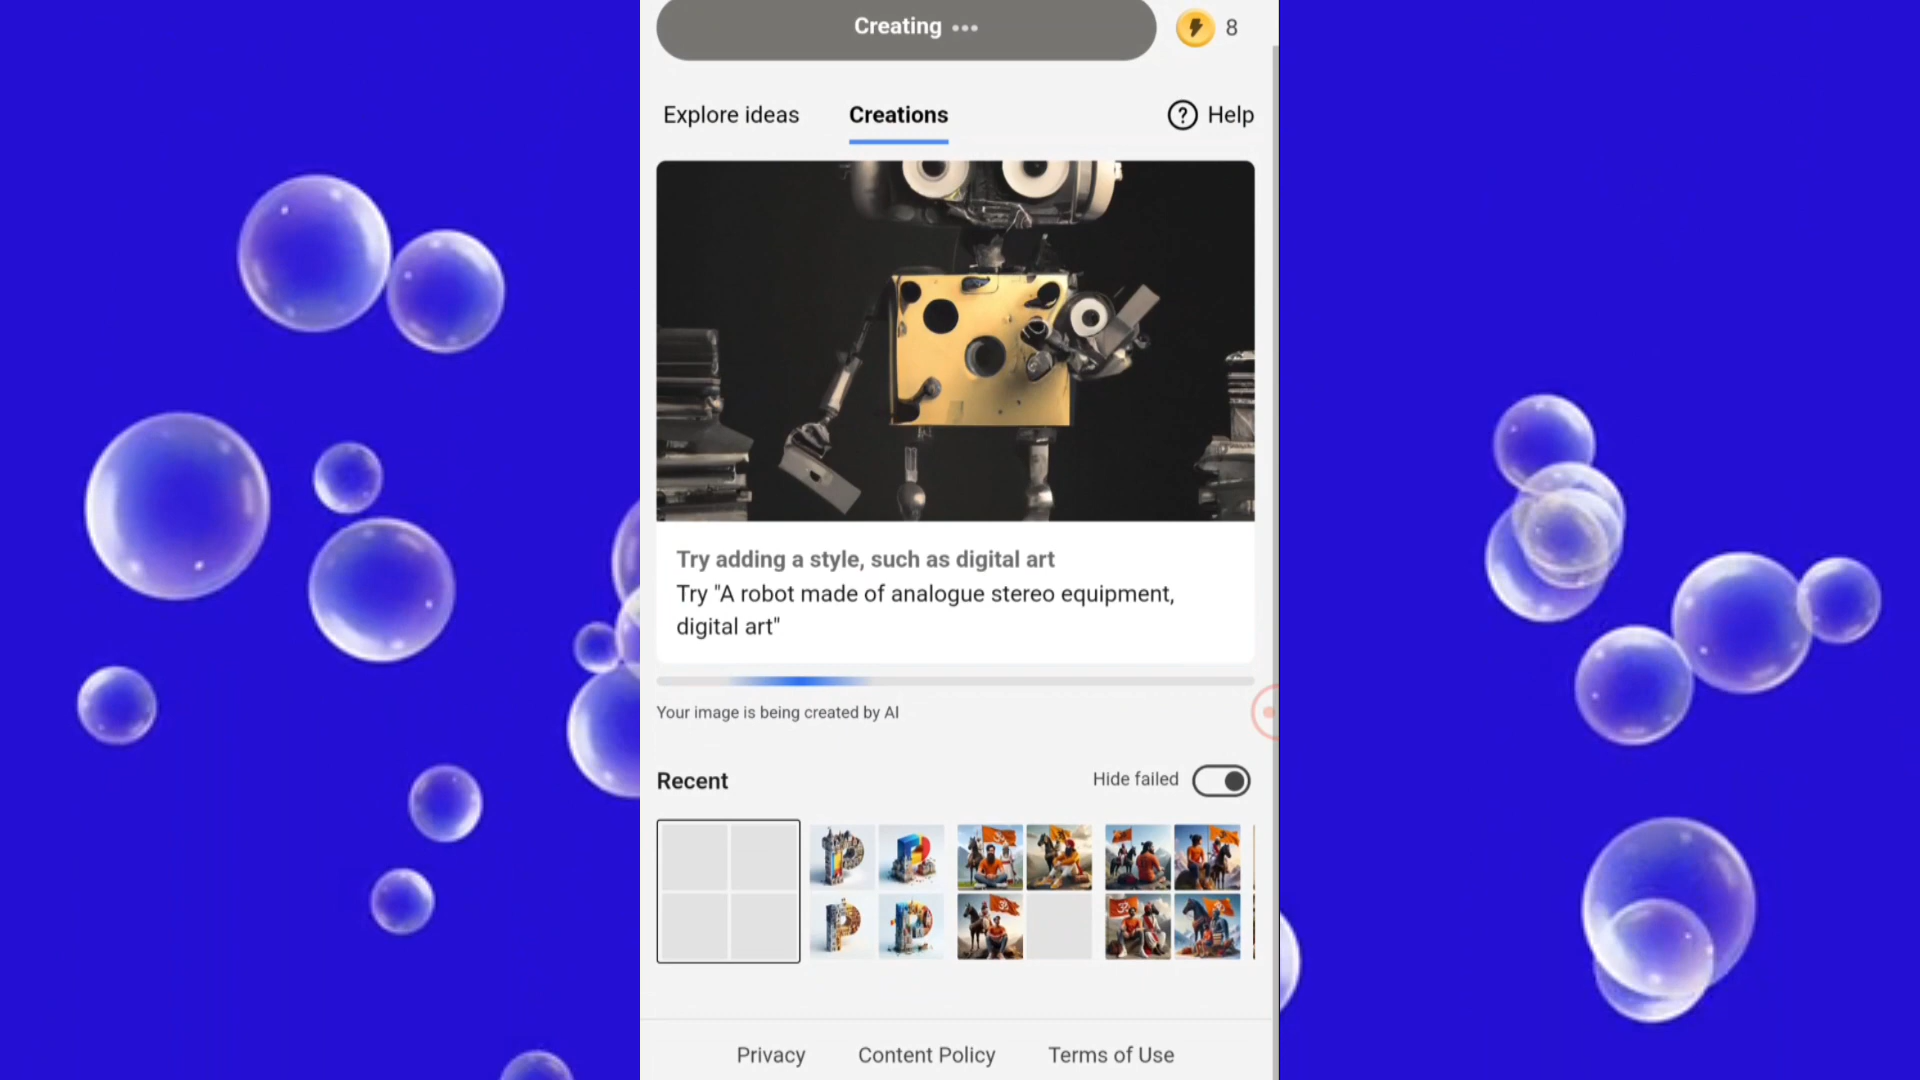 Creating
8
Explore ideas
Creations
Help
Try adding a style, such as digital art
Try "A robot made of analogue stereo equipment,
digital art"
Your image is being created by AI
Recent
Hide failed
Privacy
Content Policy
Terms of Use